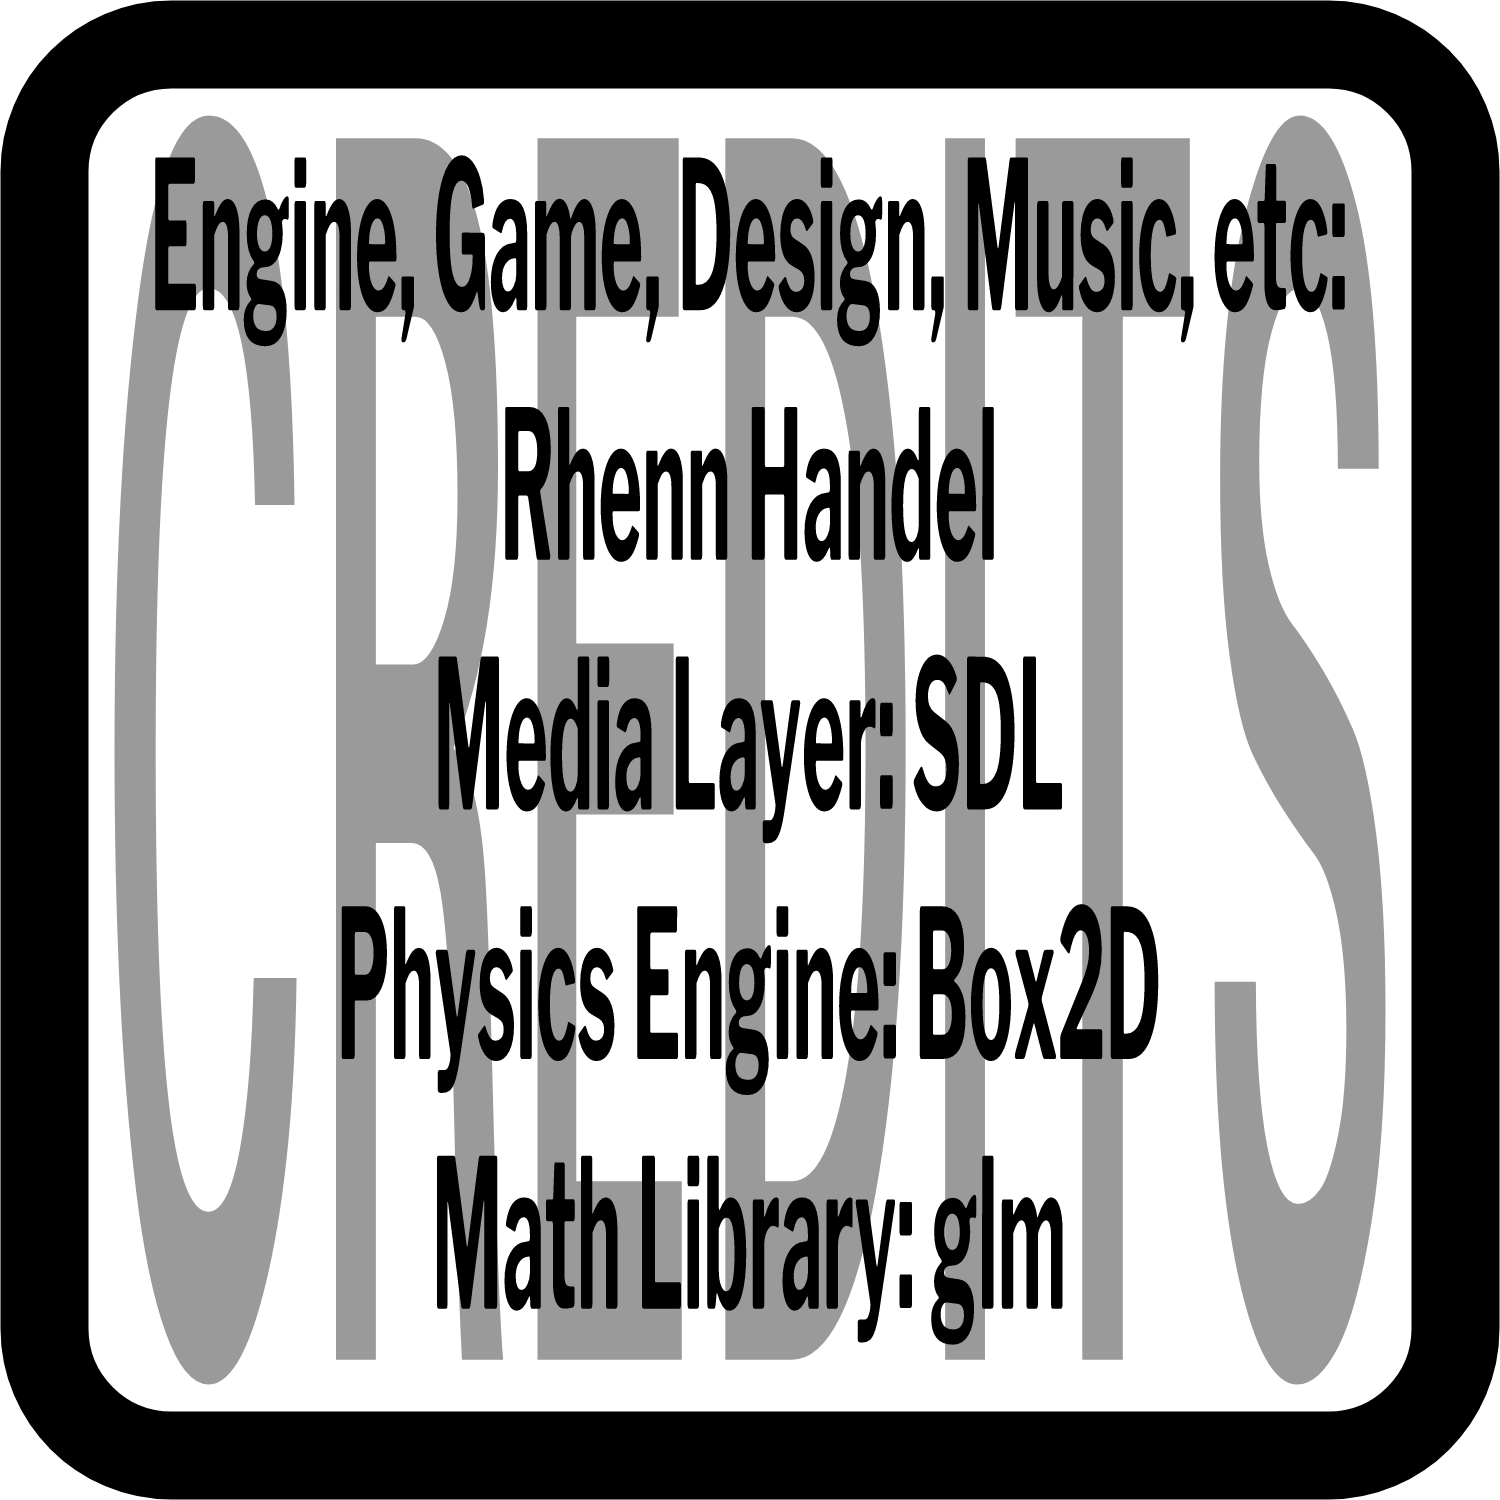 CREDITS
Engine, Game, Design, Music, etc:
Rhenn Handel
Media Layer: SDL
Physics Engine: Box2D
Math Library: glm